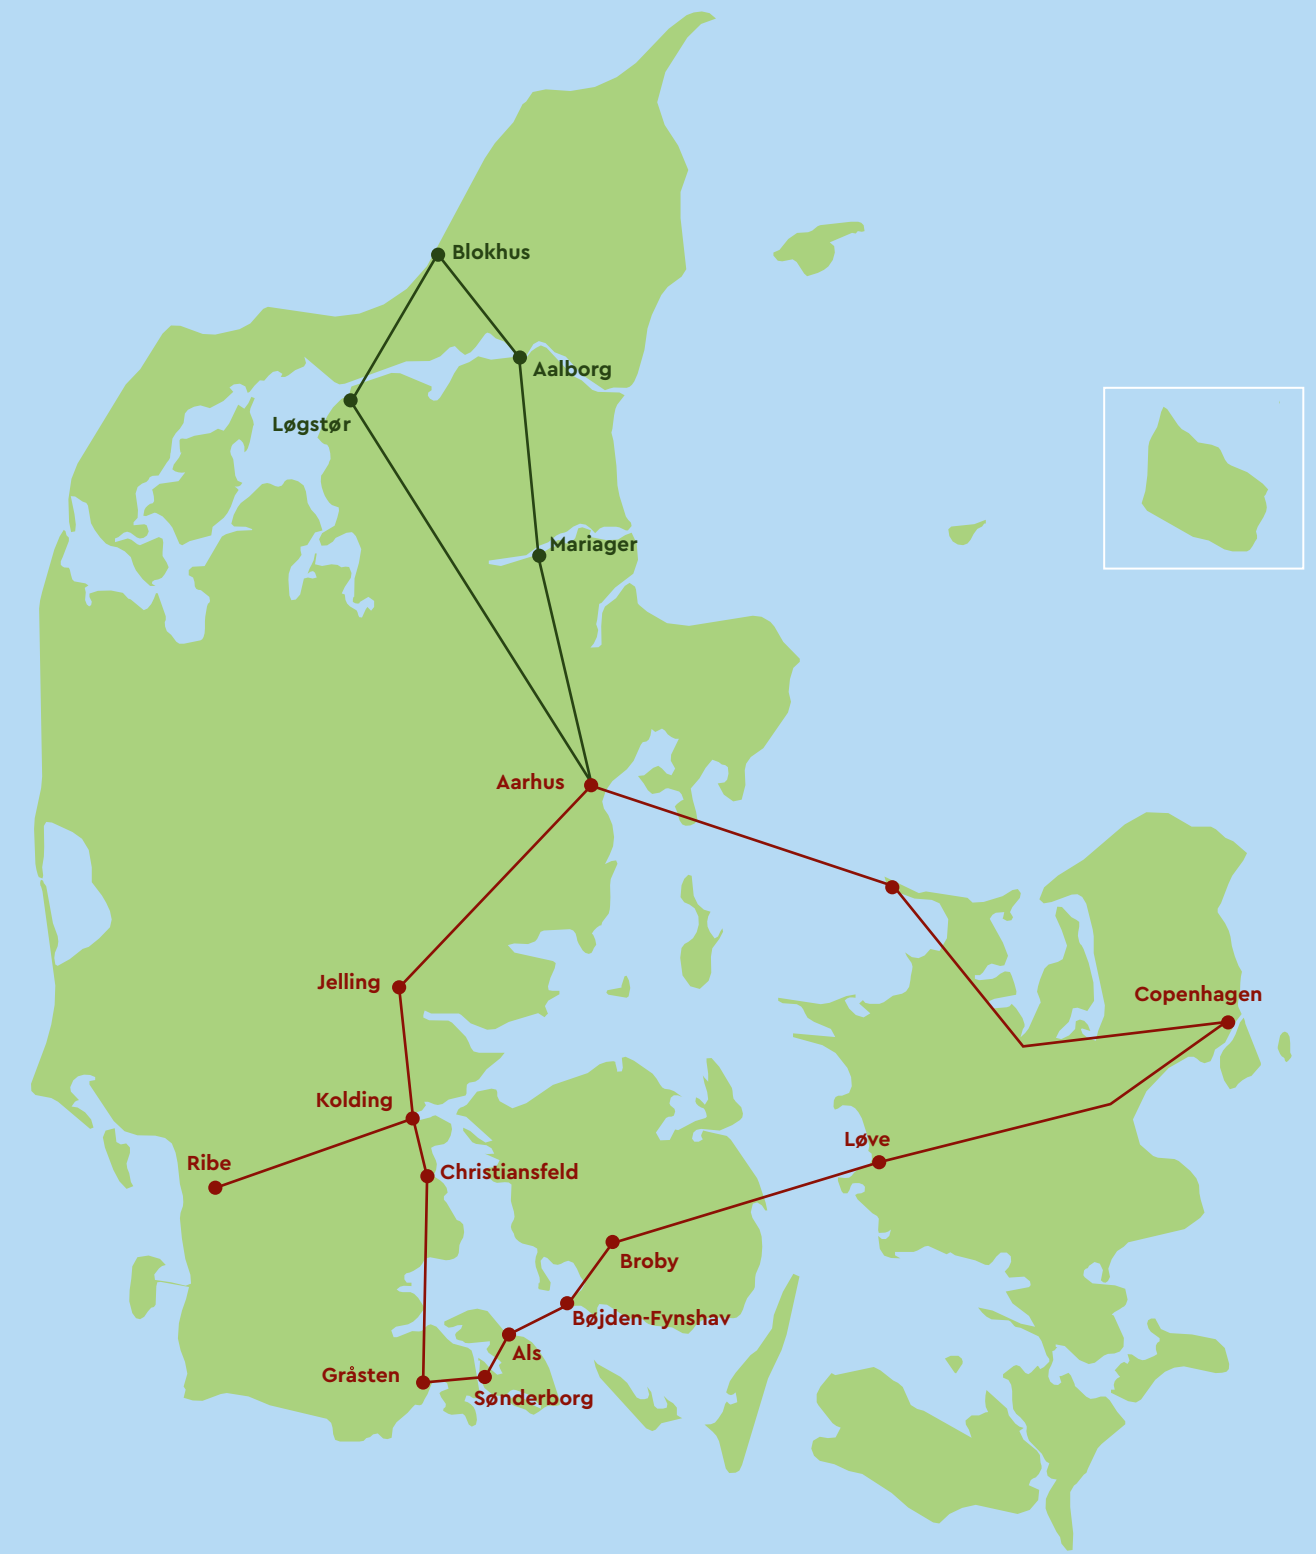 Blokhus
Aalborg
Løgstør
Mariager
Aarhus
Jelling
Copenhagen
Kolding
Løve
Ribe
Christiansfeld
Broby
Bøjden-Fynshav
Als
Gråsten
Sønderborg